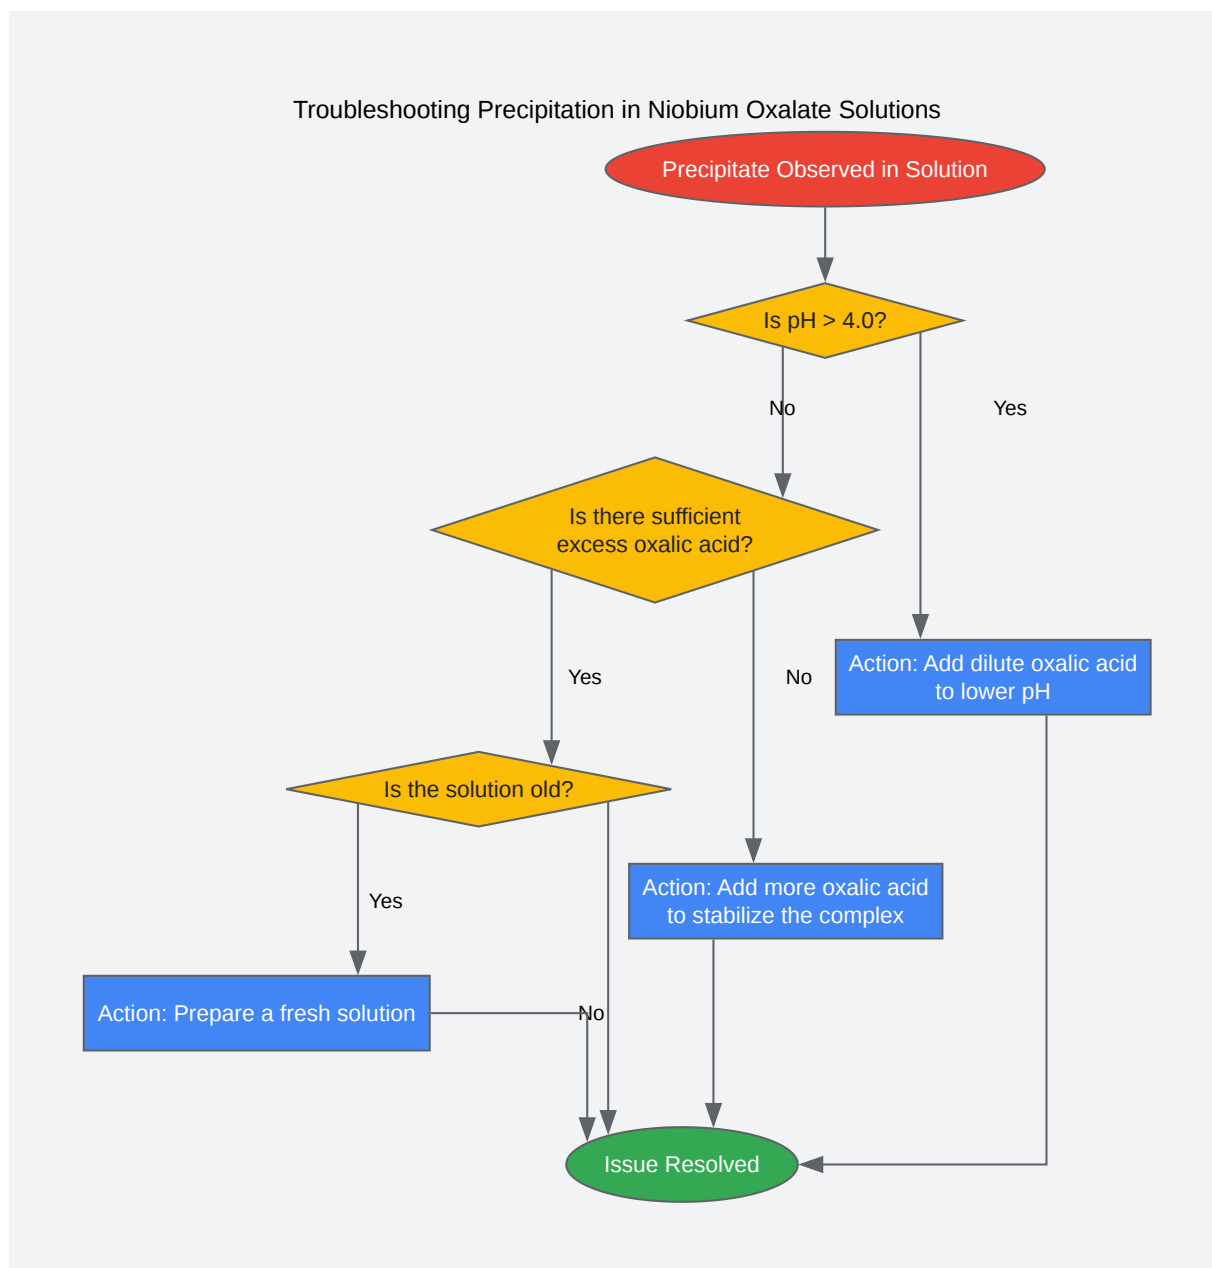 Troubleshooting Precipitation in Niobium Oxalate Solutions
Precipitate Observed in Solution
Is pH > 4.0?
No
Yes
Is there sufficient
excess oxalic acid?
Yes
No
Action: Add dilute oxalic acid
to lower pH
Is the solution old?
Yes
Action: Add more oxalic acid
to stabilize the complex
Action: Prepare a fresh solution
No
Issue Resolved